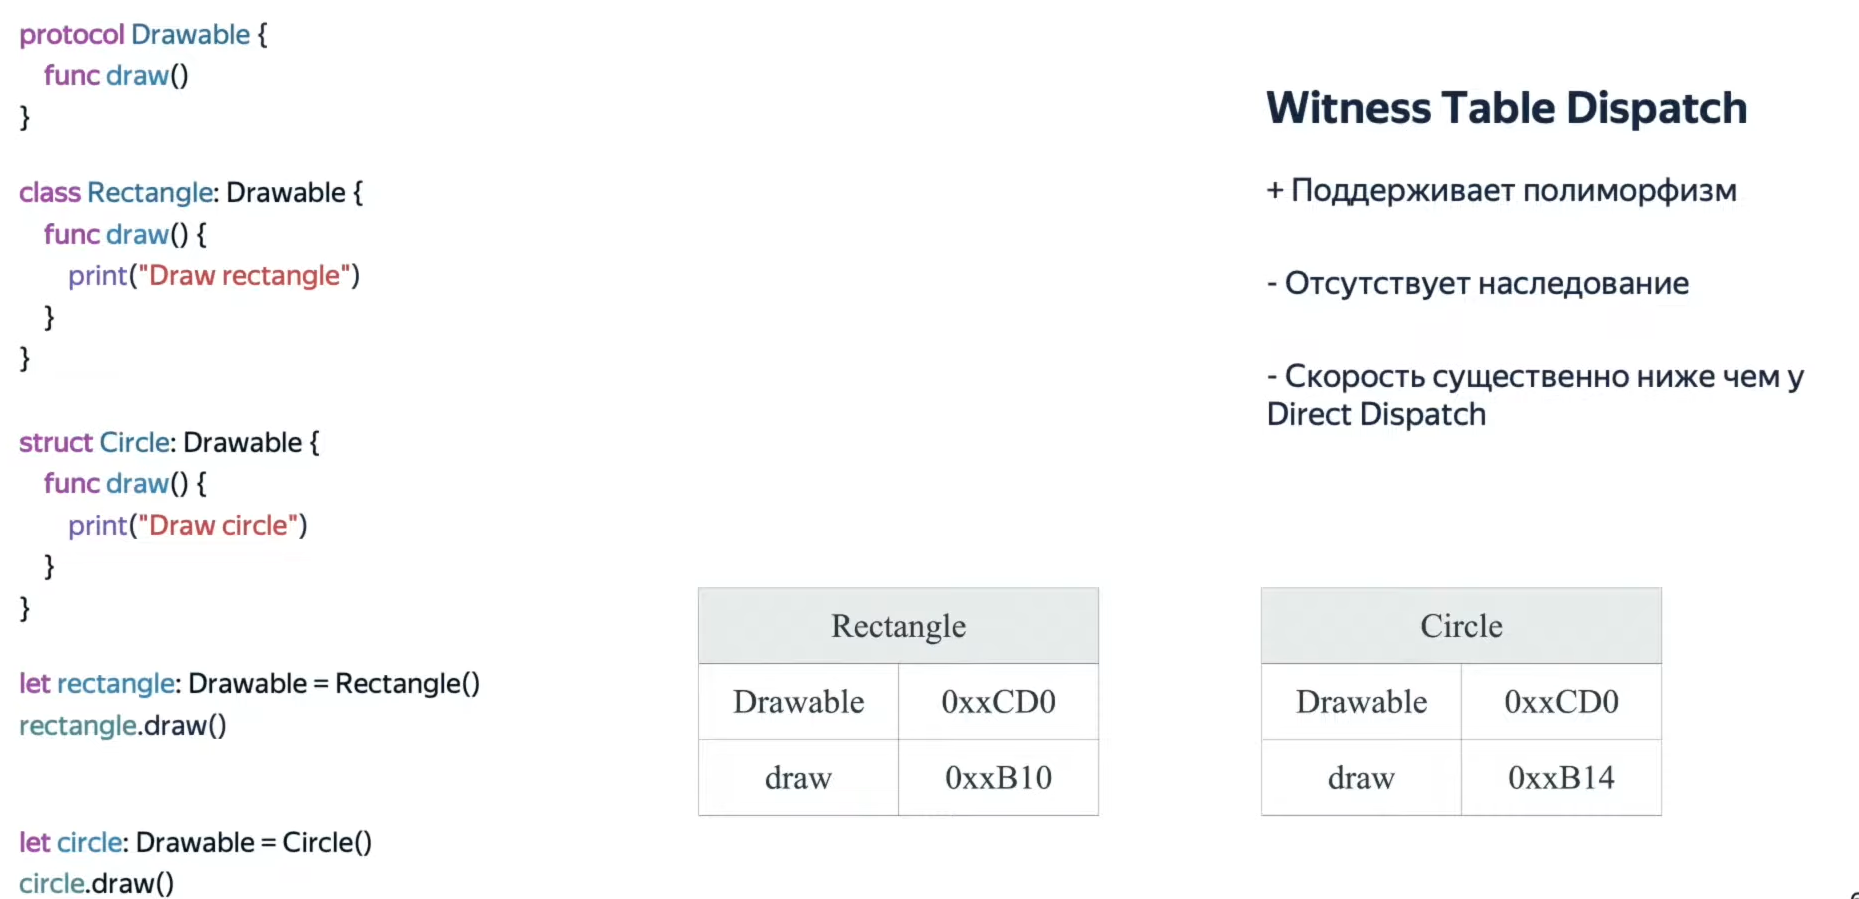 protocol Drawable {
func draw()
}
class Rectangle: Drawable {
func draw() {
print("Draw rectangle")
}
}
struct Circle: Drawable {
func draw() {
print("Draw circle")
}
}
let rectangle: Drawable = Rectangle()
rectangle.draw()
let circle: Drawable = Circle()
circle.draw()
Witness Table Dispatch
+ Поддерживает полиморфизм
- Отсутствует наследование
- Скорость существенно ниже чем у
Direct Dispatch
Rectangle
Drawable 0xxCD0
draw 0xxB10
Circle
Drawable 0xxCD0
draw 0xxB14